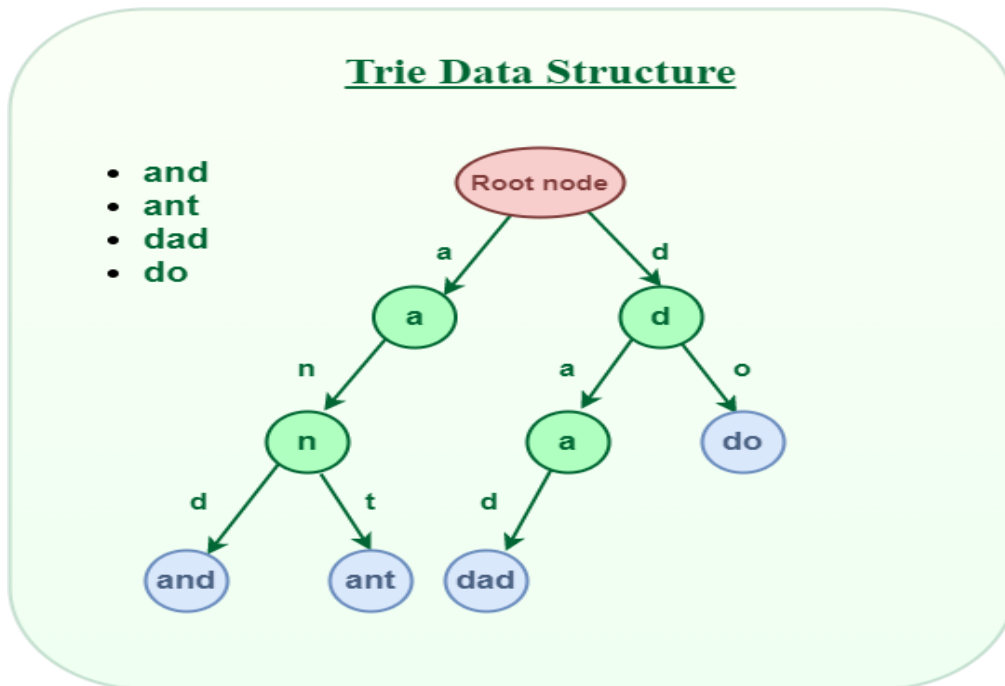 Trie Data Structure
• and
• ant
• dad
• do
Root node
a
d
a
d
n
a
o
n
a
do
d
t
d
and
ant
dad